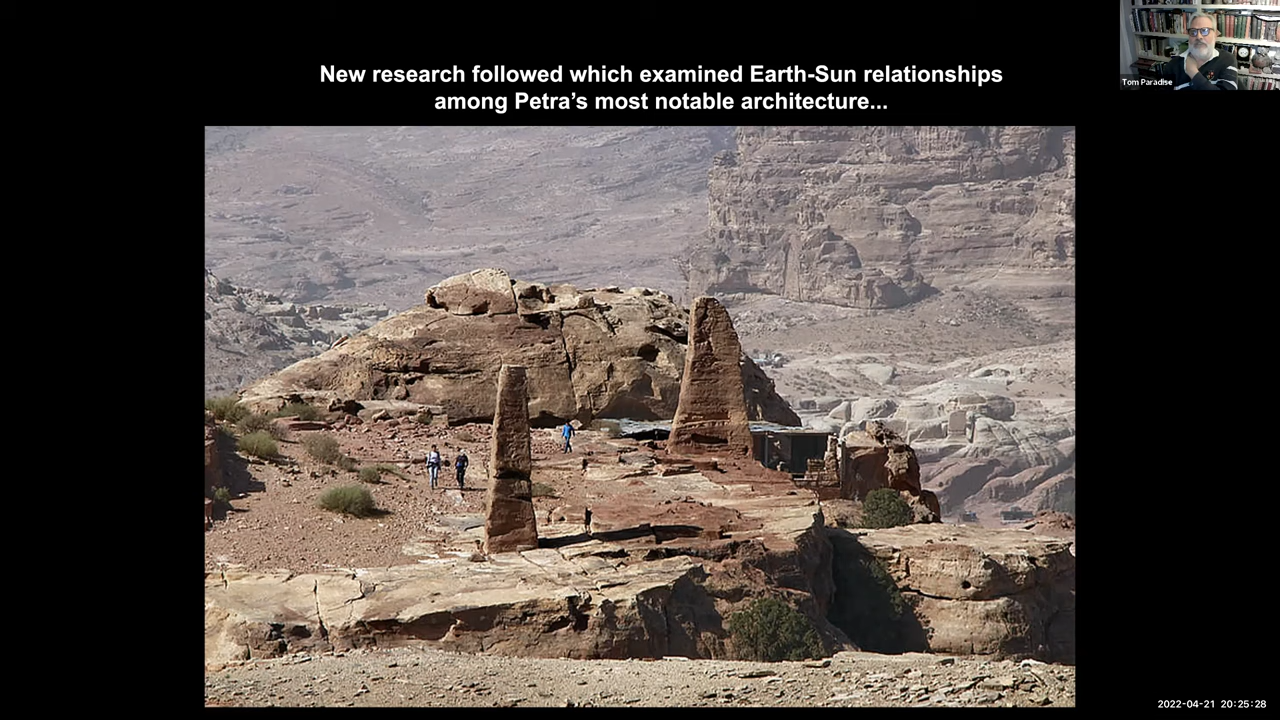 New research followed which examined Earth-Sun relationships
among Petra's most notable architecture...
Tom Paradise
2022-04-21 20:25:28